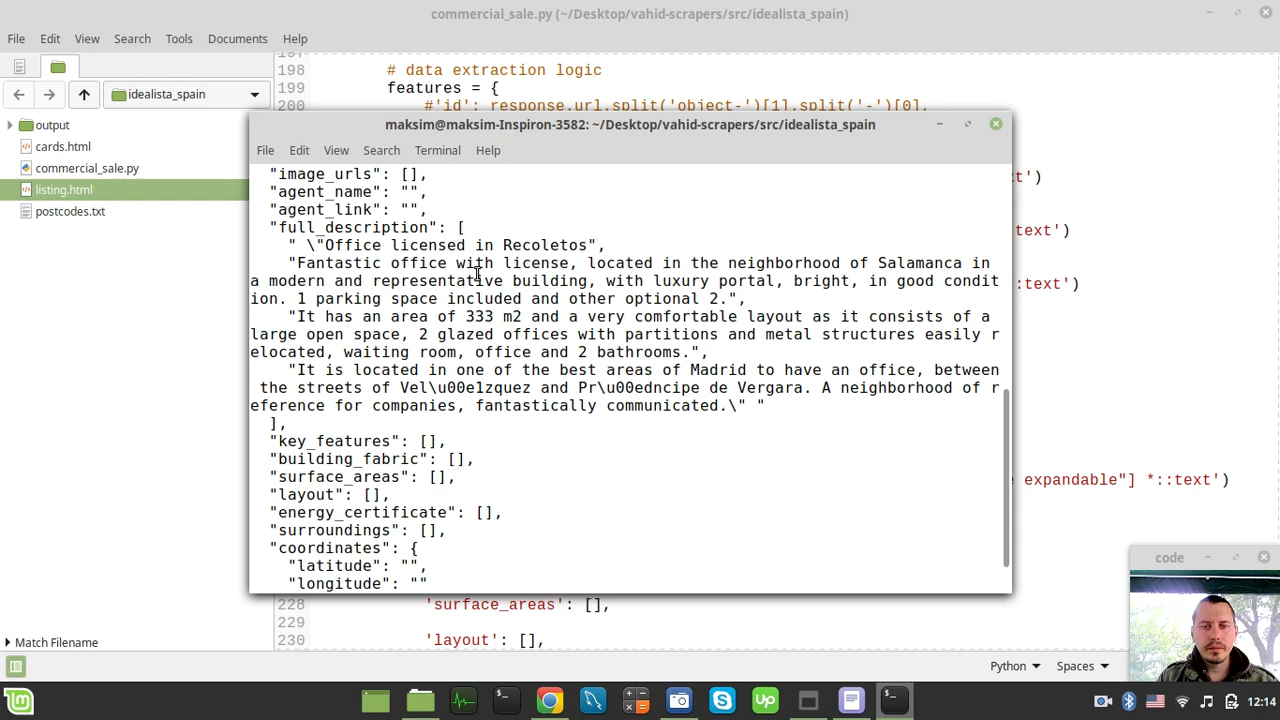 commercial_sale.py (~/Desktop/vahid-scrapers/src/idealista_spain)
File Edit View Search Tools Documents Help
idealista_spain
output
cards.html
commercial_sale.py
listing.html
postcodes.txt
198 # data extraction logic
199 features = {
200 #'id': response.url.split('object-')[1].split('-')[0],
maksim@maksim-Inspiron-3582: ~/Desktop/vahid-scrapers/src/idealista_spain
File Edit View Search Terminal Help
"image_urls": [],
"agent_name": "",
"agent_link": "",
"full_description": [
" \"Office licensed in Recoletos",
"Fantastic office with license, located in the neighborhood of Salamanca in
a modern and representative building, with luxury portal, bright, in good condit
ion. 1 parking space included and other optional 2.",
"It has an area of 333 m2 and a very comfortable layout as it consists of a
large open space, 2 glazed offices with partitions and metal structures easily r
elocated, waiting room, office and 2 bathrooms.",
"It is located in one of the best areas of Madrid to have an office, between
the streets of Vel\u00e1zquez and Pr\u00edncipe de Vergara. A neighborhood of r
eference for companies, fantastically communicated.\" "
],
"key_features": [],
"building_fabric": [],
"surface_areas": [],
"layout": [],
"energy_certificate": [],
"surroundings": [],
"coordinates": {
"latitude": "",
"longitude": ""
t')
:text')
:text')
e expandable"] *::text')
228 'surface_areas': [],
229
230 'layout': [],
Match Filename
Python
Spaces
code
12:14